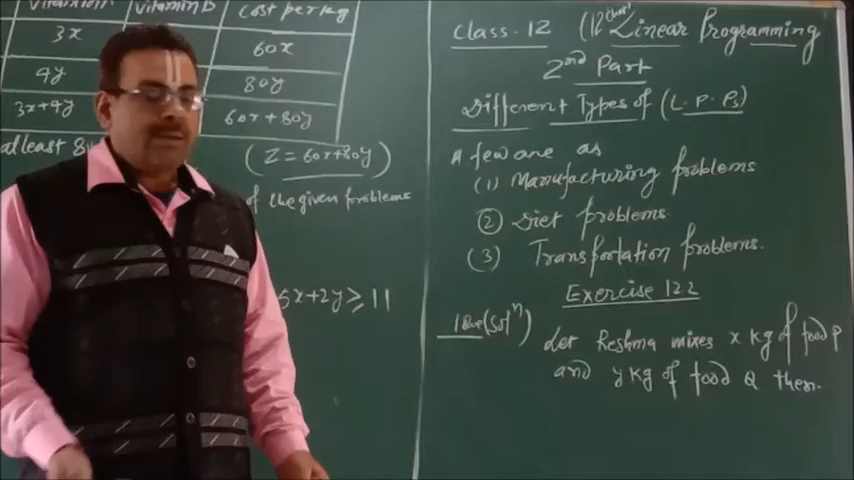 Vitamin B
cost per kg
3x
60x
4y
80y
3x+4y
60x+80y
atleast 8
Z = 60x+80y
of the given problems
5x+2y ≥ 11
Class-12 Linear Programming
2nd Part
Different Types of (L.P.Ps)
A few are as
(1) Manufacturing problems
(2) Diet problems
(3) Transportation problems.
Exercise 12.2
(Solⁿ) Let Reshma mixes x kg of food P
and y kg of food Q then.